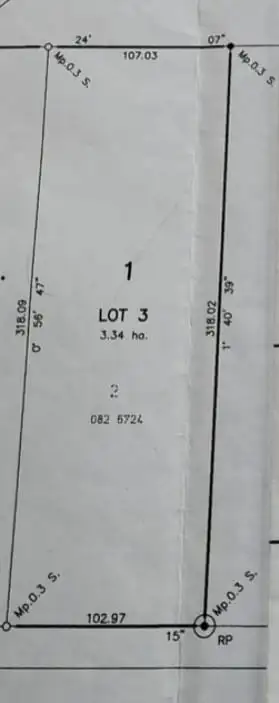 24' 07"
107.03
Mp.0.3 S. Mp.0.3 S.
318.09
0° 56' 47"
318.02
1° 40' 39"
1
LOT 3
3.34 ha.
2
082 6724
Mp.0.3 S. Mp.0.3 S.
102.97
15" RP